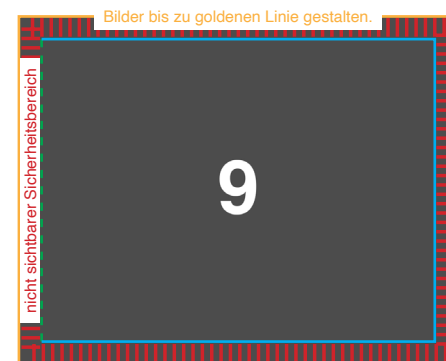 Bilder bis zu goldenen Linie gestalten.
nicht sichtbarer Sicherheitsbereich
9